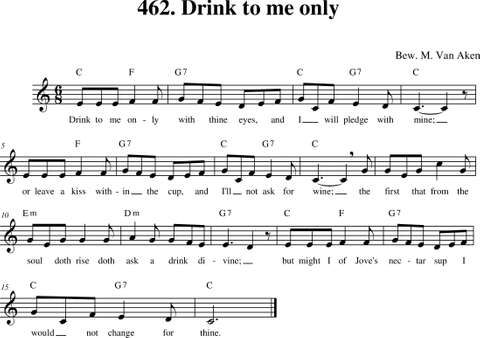 462. Drink to me only
Bew. M. Van Aken
C F G7 C G7 C
6
8
Drink to me on - ly with thine eyes, and I will pledge with mine;
5 F G7 C G7 C
or leave a kiss with - in the cup, and I'll not ask for wine; the first that from the
10 Em Dm G7 C F G7
soul doth rise doth ask a drink di - vine; but might I of Jove's nec - tar sup I
15 C G7 C
would not change for thine.